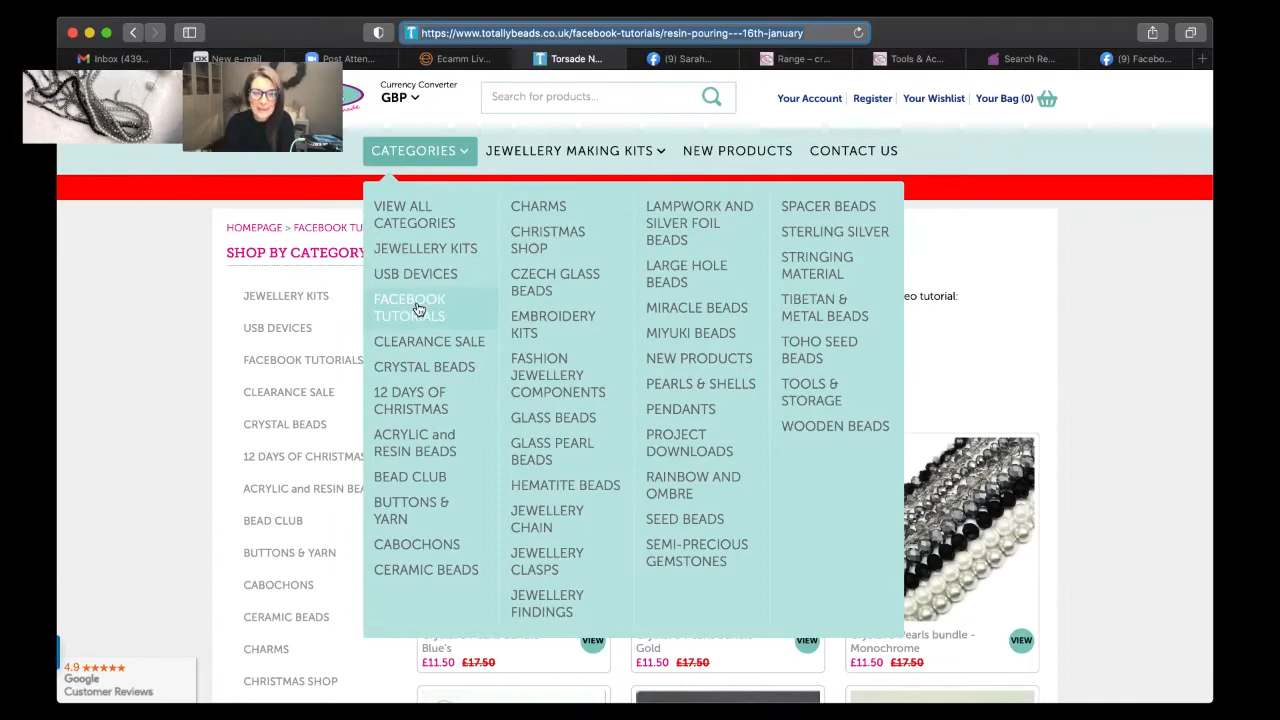 https://www.totallybeads.co.uk/facebook-tutorials/resin-pouring---16th-january
Inbox (439...
New e-mail
Post Atten...
Ecamm Liv...
Torsade N...
(9) Sarah...
Range – cr...
Tools & Ac...
Search Re...
(9) Facebo...
Currency Converter
GBP
Search for products...
Your Account
Register
Your Wishlist
Your Bag (0)
CATEGORIES
JEWELLERY MAKING KITS
NEW PRODUCTS
CONTACT US
HOMEPAGE > FACEBOOK TU
SHOP BY CATEGORY
JEWELLERY KITS
USB DEVICES
FACEBOOK TUTORIALS
CLEARANCE SALE
CRYSTAL BEADS
12 DAYS OF CHRISTMAS
ACRYLIC and RESIN BEA
BEAD CLUB
BUTTONS & YARN
CABOCHONS
CERAMIC BEADS
CHARMS
CHRISTMAS SHOP
VIEW ALL
CATEGORIES
JEWELLERY KITS
USB DEVICES
FACEBOOK
TUTORIALS
CLEARANCE SALE
CRYSTAL BEADS
12 DAYS OF
CHRISTMAS
ACRYLIC and
RESIN BEADS
BEAD CLUB
BUTTONS &
YARN
CABOCHONS
CERAMIC BEADS
CHARMS
CHRISTMAS
SHOP
CZECH GLASS
BEADS
EMBROIDERY
KITS
FASHION
JEWELLERY
COMPONENTS
GLASS BEADS
GLASS PEARL
BEADS
HEMATITE BEADS
JEWELLERY
CHAIN
JEWELLERY
CLASPS
JEWELLERY
FINDINGS
LAMPWORK AND
SILVER FOIL
BEADS
LARGE HOLE
BEADS
MIRACLE BEADS
MIYUKI BEADS
NEW PRODUCTS
PEARLS & SHELLS
PENDANTS
PROJECT
DOWNLOADS
RAINBOW AND
OMBRE
SEED BEADS
SEMI-PRECIOUS
GEMSTONES
SPACER BEADS
STERLING SILVER
STRINGING
MATERIAL
TIBETAN &
METAL BEADS
TOHO SEED
BEADS
TOOLS &
STORAGE
WOODEN BEADS
eo tutorial:
Blue's
£11.50 £17.50
VIEW
Gold
£11.50 £17.50
VIEW
Pearls bundle -
Monochrome
£11.50 £17.50
VIEW
4.9 ★★★★★
Google
Customer Reviews